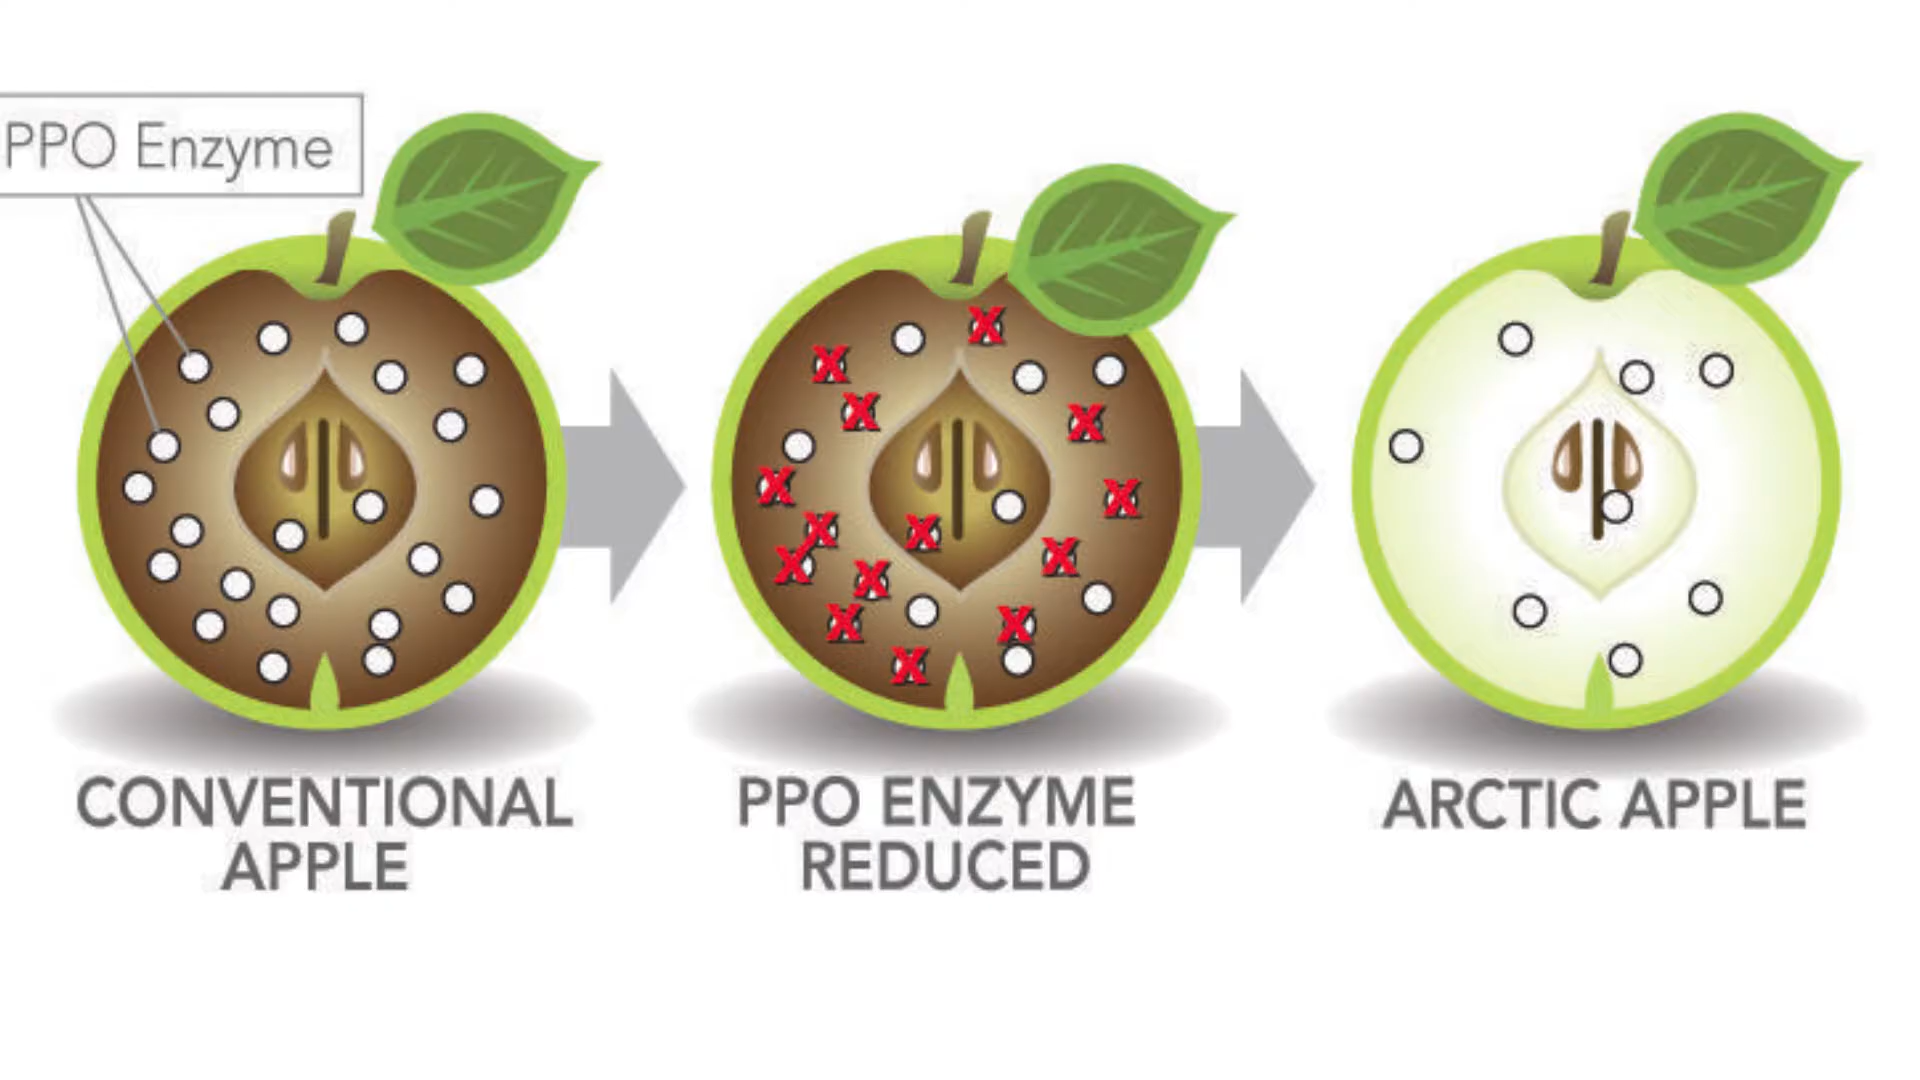 PPO Enzyme
CONVENTIONAL
APPLE
PPO ENZYME
REDUCED
ARCTIC APPLE